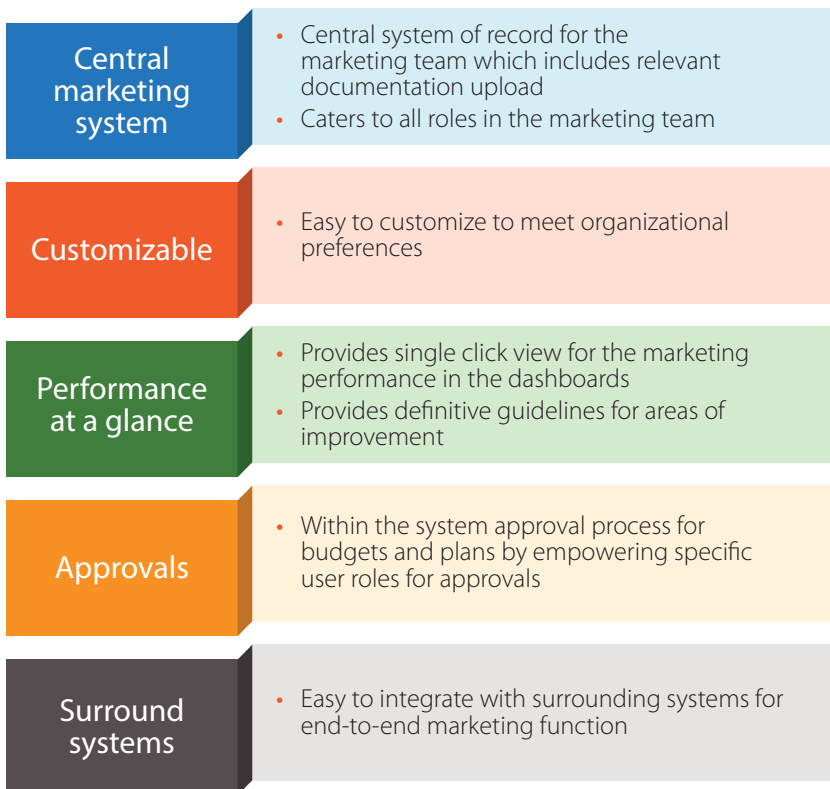 Central
marketing
system
• Central system of record for the
marketing team which includes relevant
documentation upload
• Caters to all roles in the marketing team
Customizable
• Easy to customize to meet organizational
preferences
Performance
at a glance
• Provides single click view for the marketing
performance in the dashboards
• Provides definitive guidelines for areas of
improvement
Approvals
• Within the system approval process for
budgets and plans by empowering specific
user roles for approvals
Surround
systems
• Easy to integrate with surrounding systems for
end-to-end marketing function